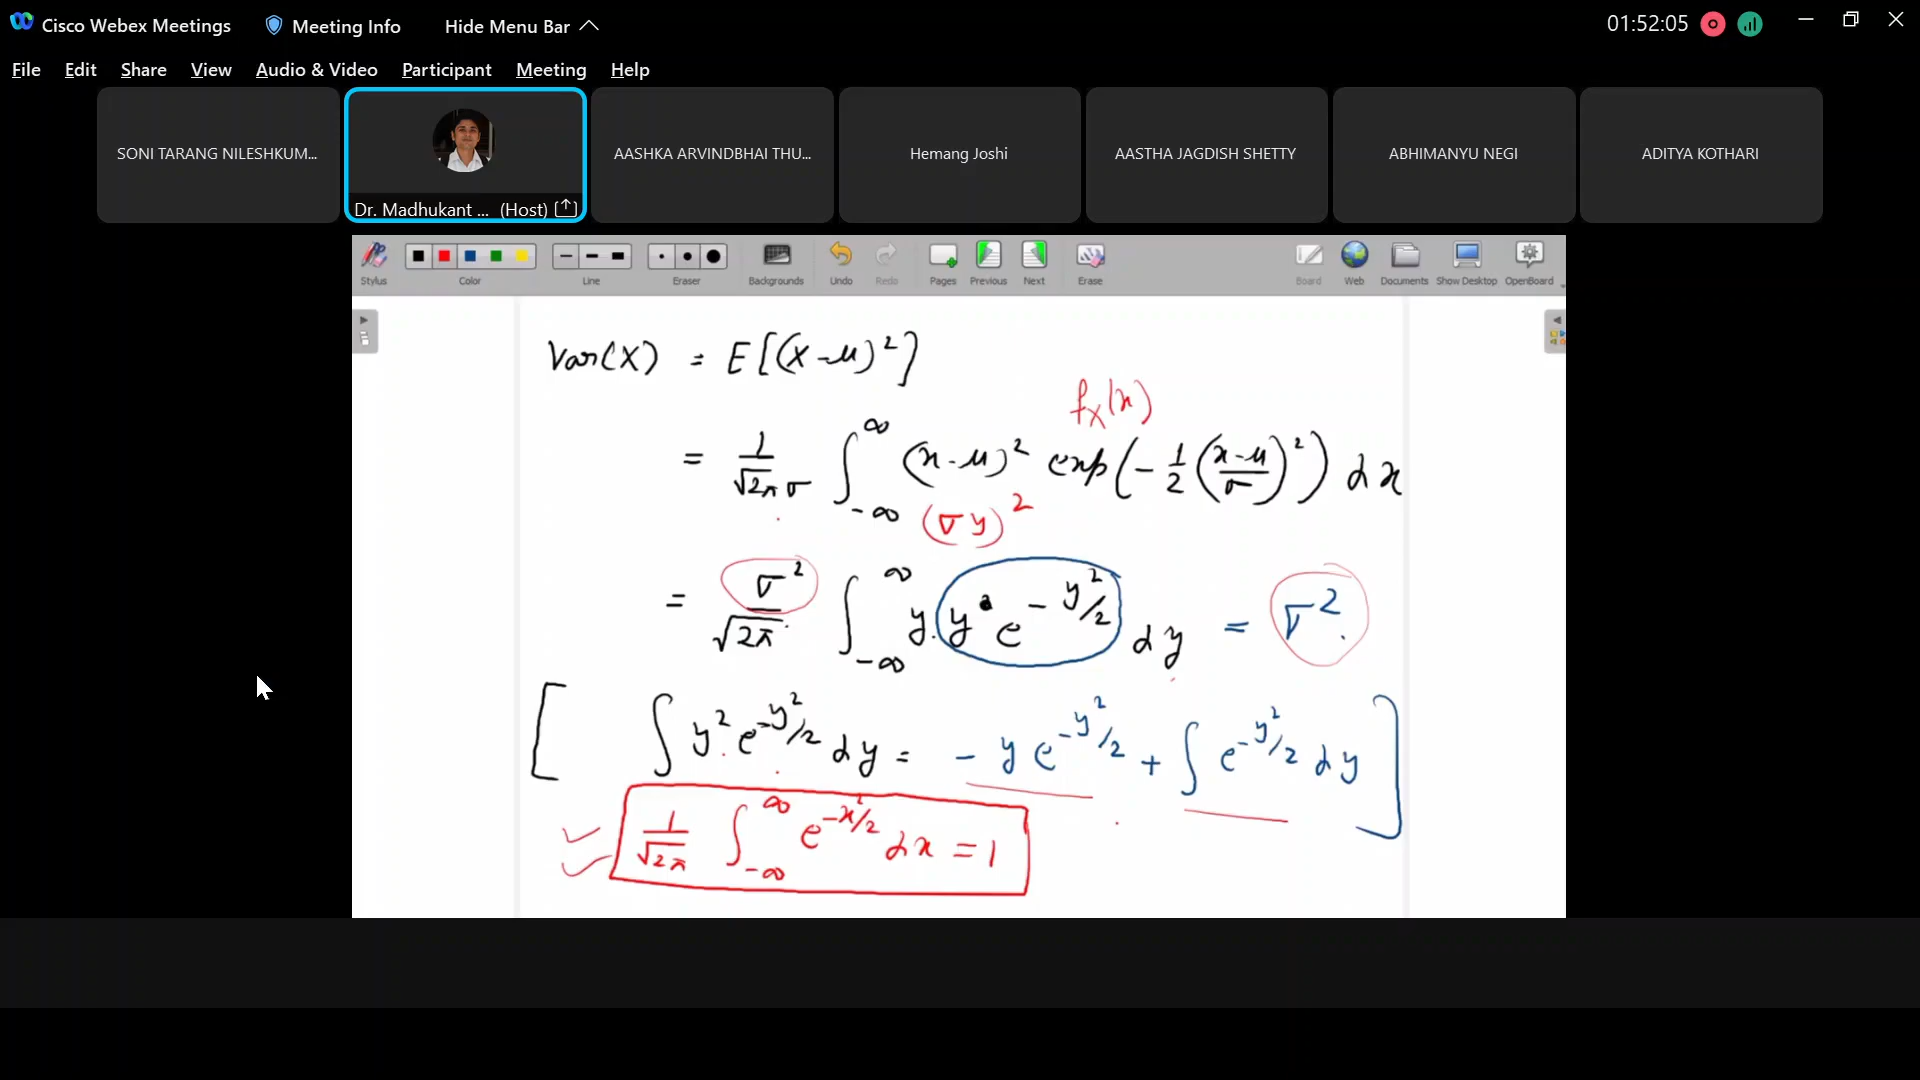 Cisco Webex Meetings Meeting Info Hide Menu Bar 01:52:05
File Edit Share View Audio & Video Participant Meeting Help
SONI TARANG NILESHKUM... AASHKA ARVINDBHAI THU... Hemang Joshi AASTHA JAGDISH SHETTY ABHIMANYU NEGI ADITYA KOTHARI
Dr. Madhukant ... (Host)
Stylus Color Line Eraser Backgrounds Undo Redo Pages Previous Next Erase Board Web Documents Show Desktop OpenBoard
Var(X) = E[(X-μ)²]
f_X(x)
= 1/√2π σ ∫_{-∞}^{∞} (x-μ)² exp(-1/2 ((x-μ)/σ)²) dx
(σy)²
= σ²/√2π ∫_{-∞}^{∞} y.y e^{-y²/2} dy = σ².
[ ∫ y² e^{-y²/2} dy = - y e^{-y²/2} + ∫ e^{-y²/2} dy ]
1/√2π ∫_{-∞}^{∞} e^{-x²/2} dx = 1